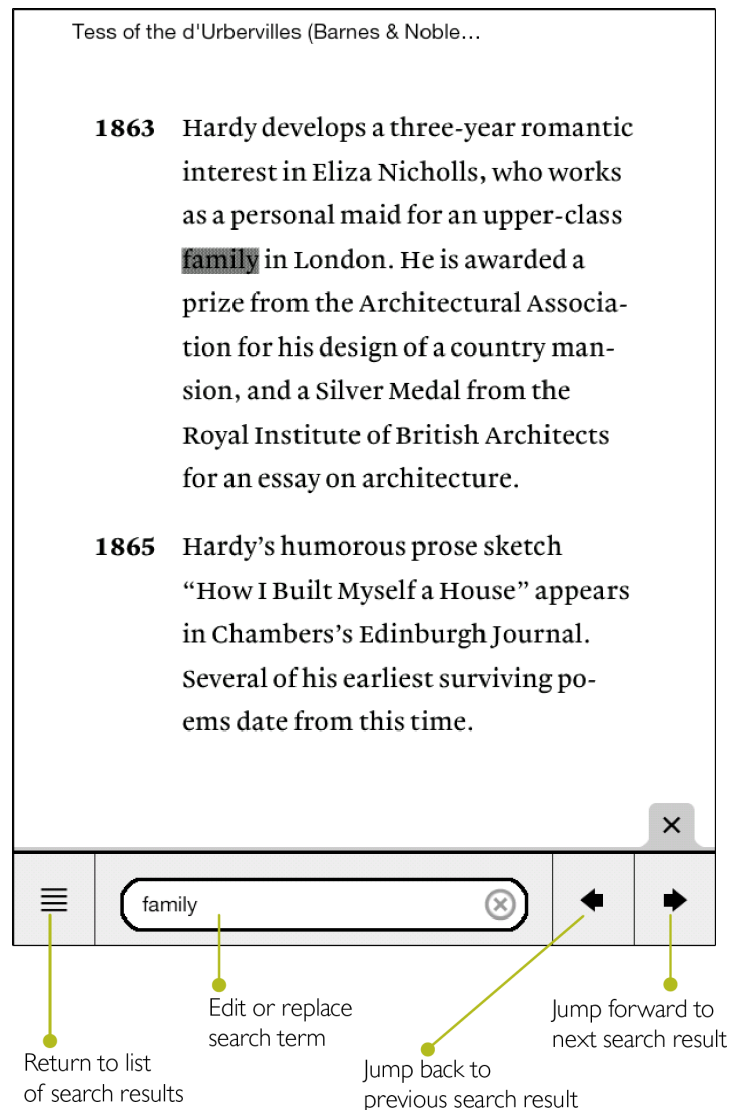 Tess of the d'Urbervilles (Barnes & Noble…
1863 Hardy develops a three-year romantic
interest in Eliza Nicholls, who works
as a personal maid for an upper-class
family in London. He is awarded a
prize from the Architectural Associa-
tion for his design of a country man-
sion, and a Silver Medal from the
Royal Institute of British Architects
for an essay on architecture.
1865 Hardy’s humorous prose sketch
“How I Built Myself a House” appears
in Chambers’s Edinburgh Journal.
Several of his earliest surviving po-
ems date from this time.
family
Edit or replace
search term
Jump forward to
next search result
Return to list
of search results
Jump back to
previous search result